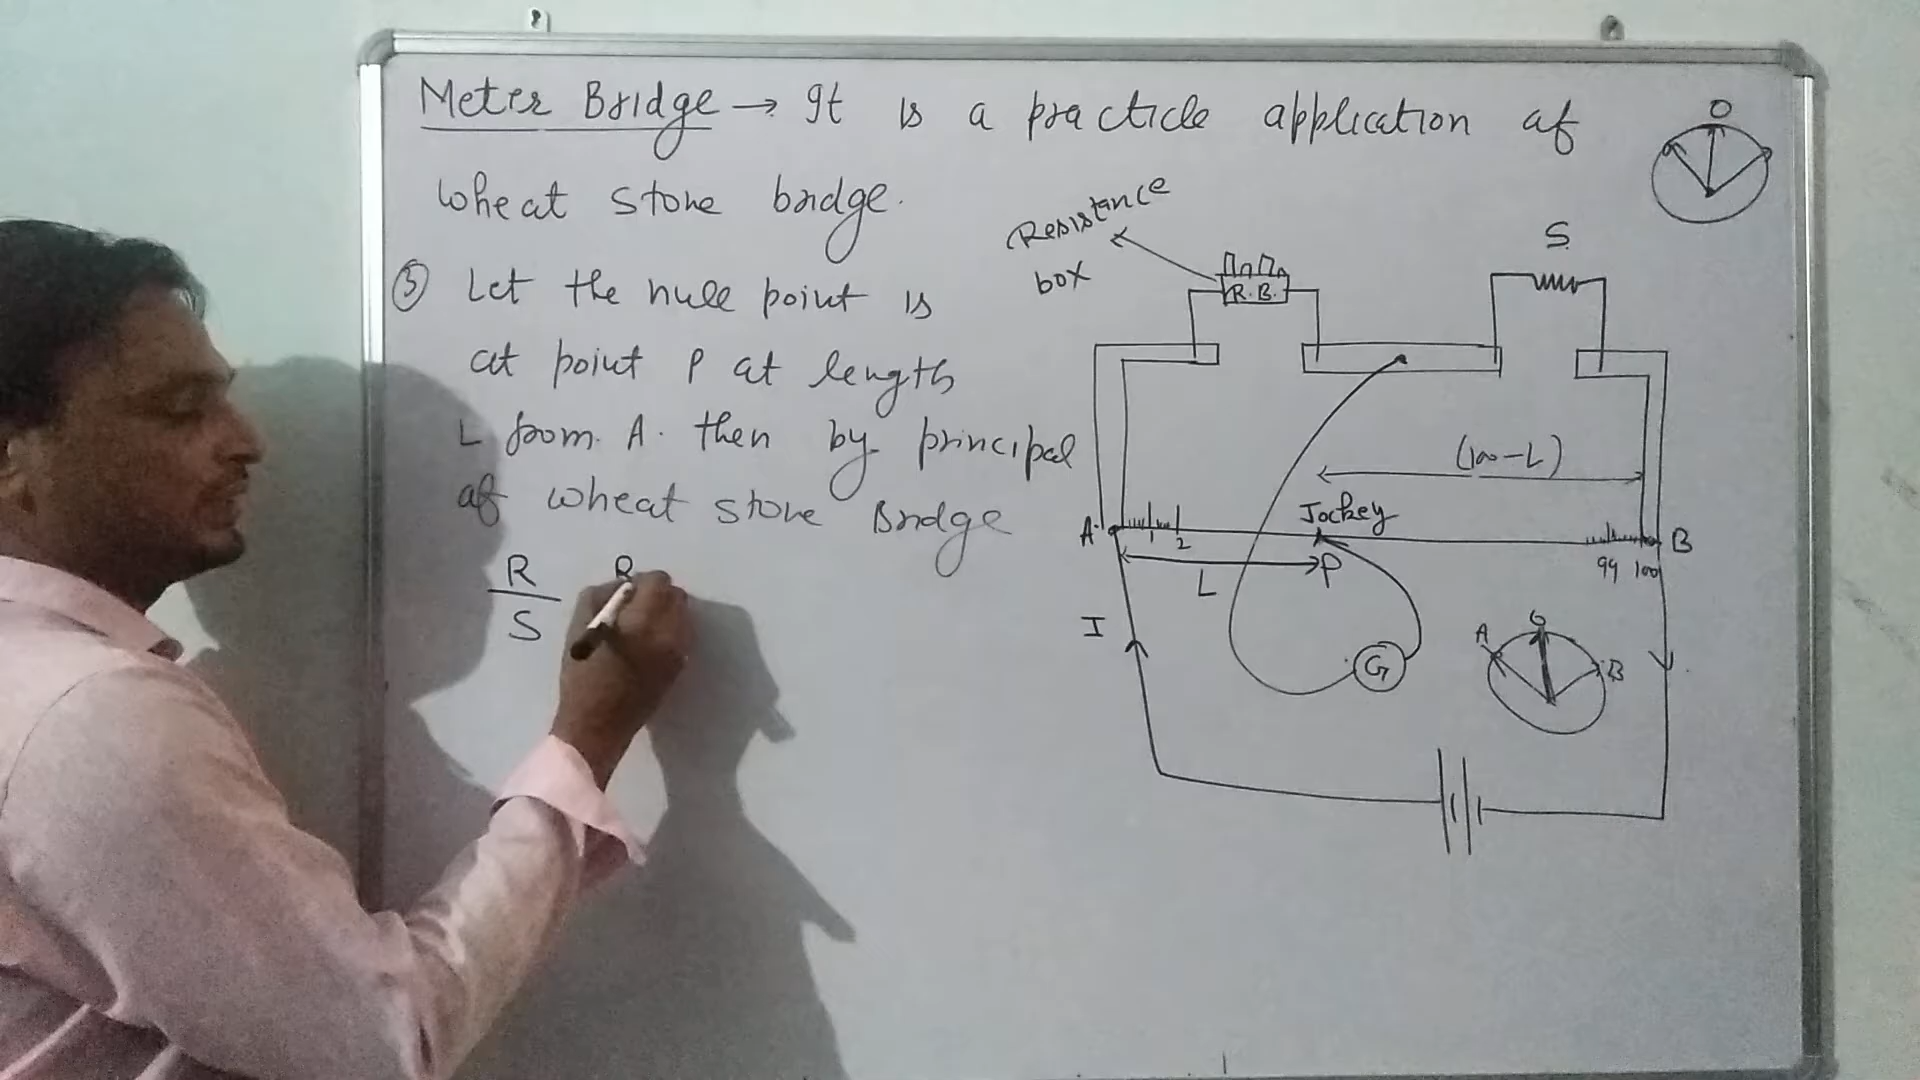 Meter Bridge → It is a practicle application of
wheat stone bridge.
③ Let the null point is
at point P at length
L from A. then by principal
of wheat stone Bridge
R
S
R
O
Resistance
box
R.B.
S
(100-L)
Jockey
A
1 2
99 100
B
L
P
I
G
A
G
B